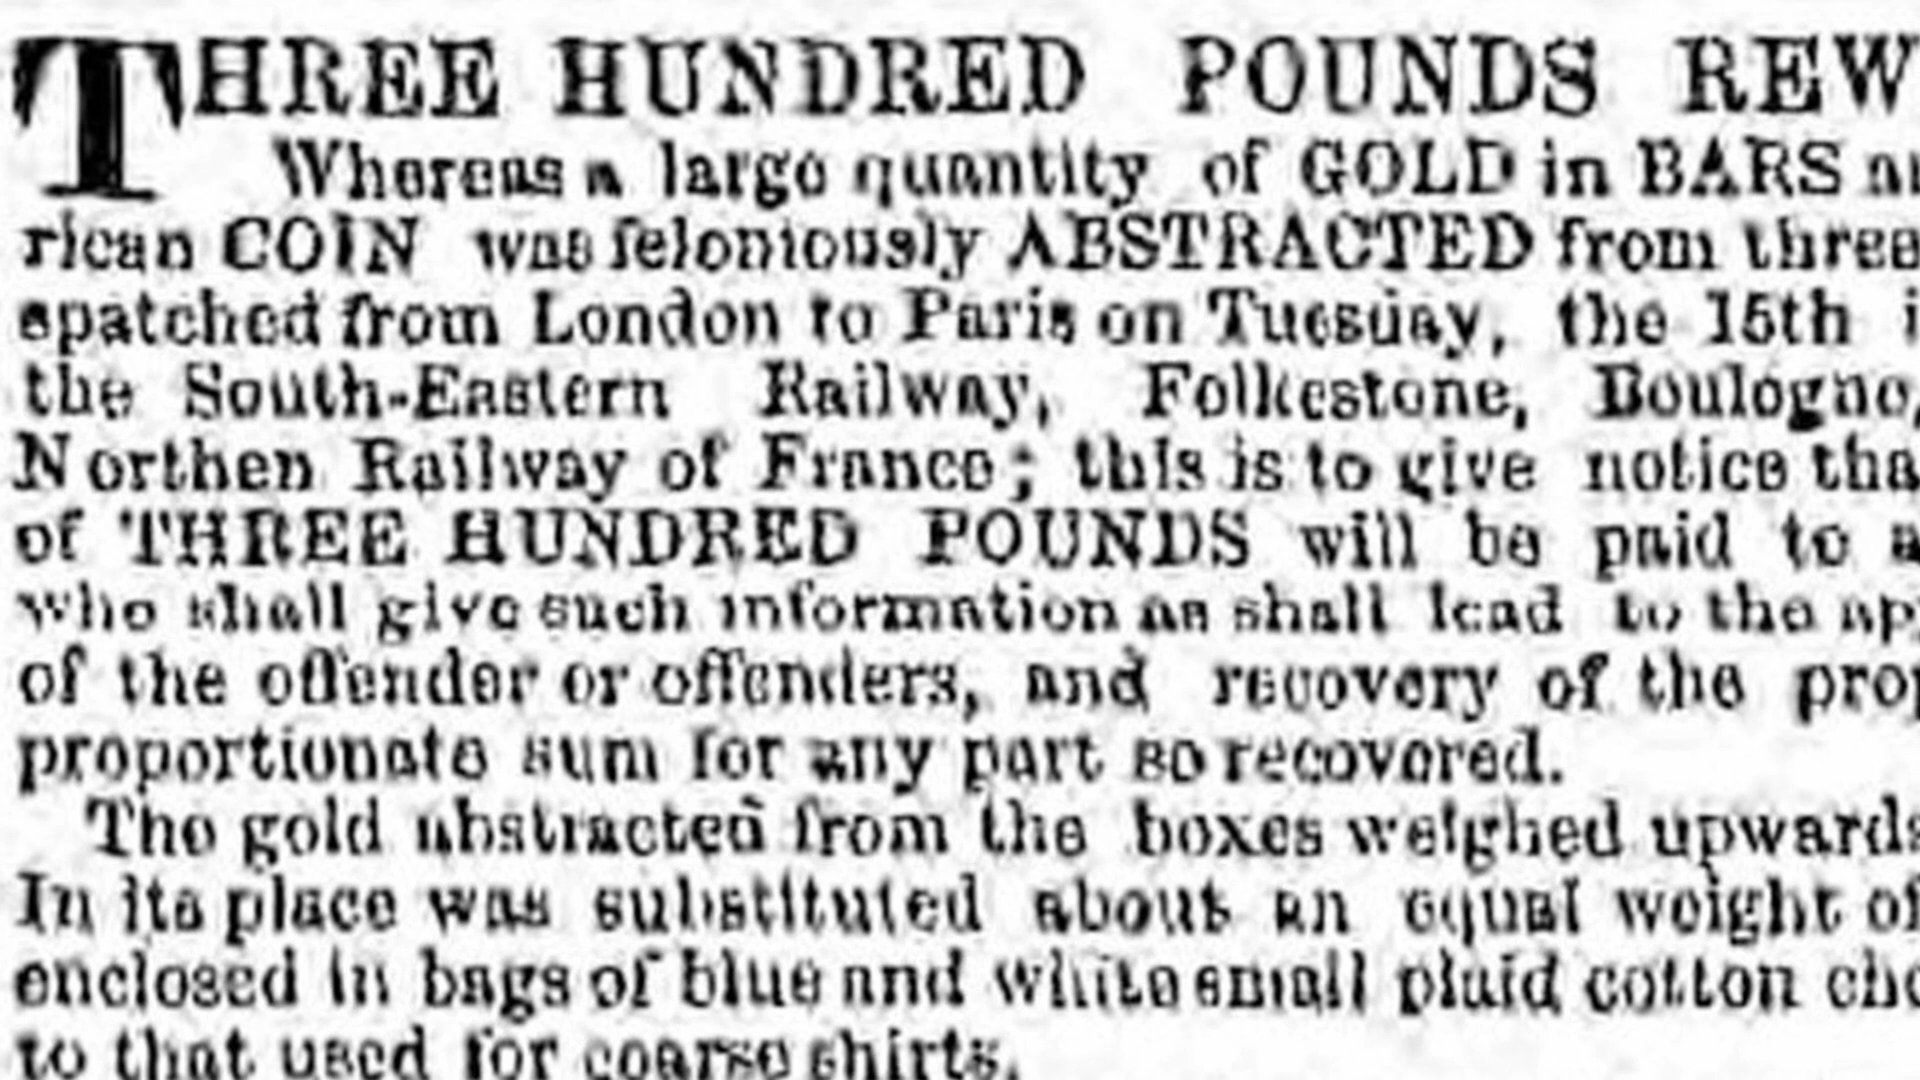 THREE HUNDRED POUNDS REW
Whereas a large quantity of GOLD in BARS
rican COIN was feloniously ABSTRACTED from three
spatched from London to Paris on Tuesday, the 15th i
the South-Eastern Railway, Folkestone, Boulogne,
Northen Railway of France; this is to give notice tha
of THREE HUNDRED POUNDS will be paid to a
who shall give such information as shall lead to the ap
of the offender or offenders, and recovery of the prop
proportionate sum for any part so recovered.
The gold abstracted from the boxes weighed upwards
In its place was substituted about an equal weight of
enclosed in bags of blue and white small plaid cotton che
to that used for coarse shirts.